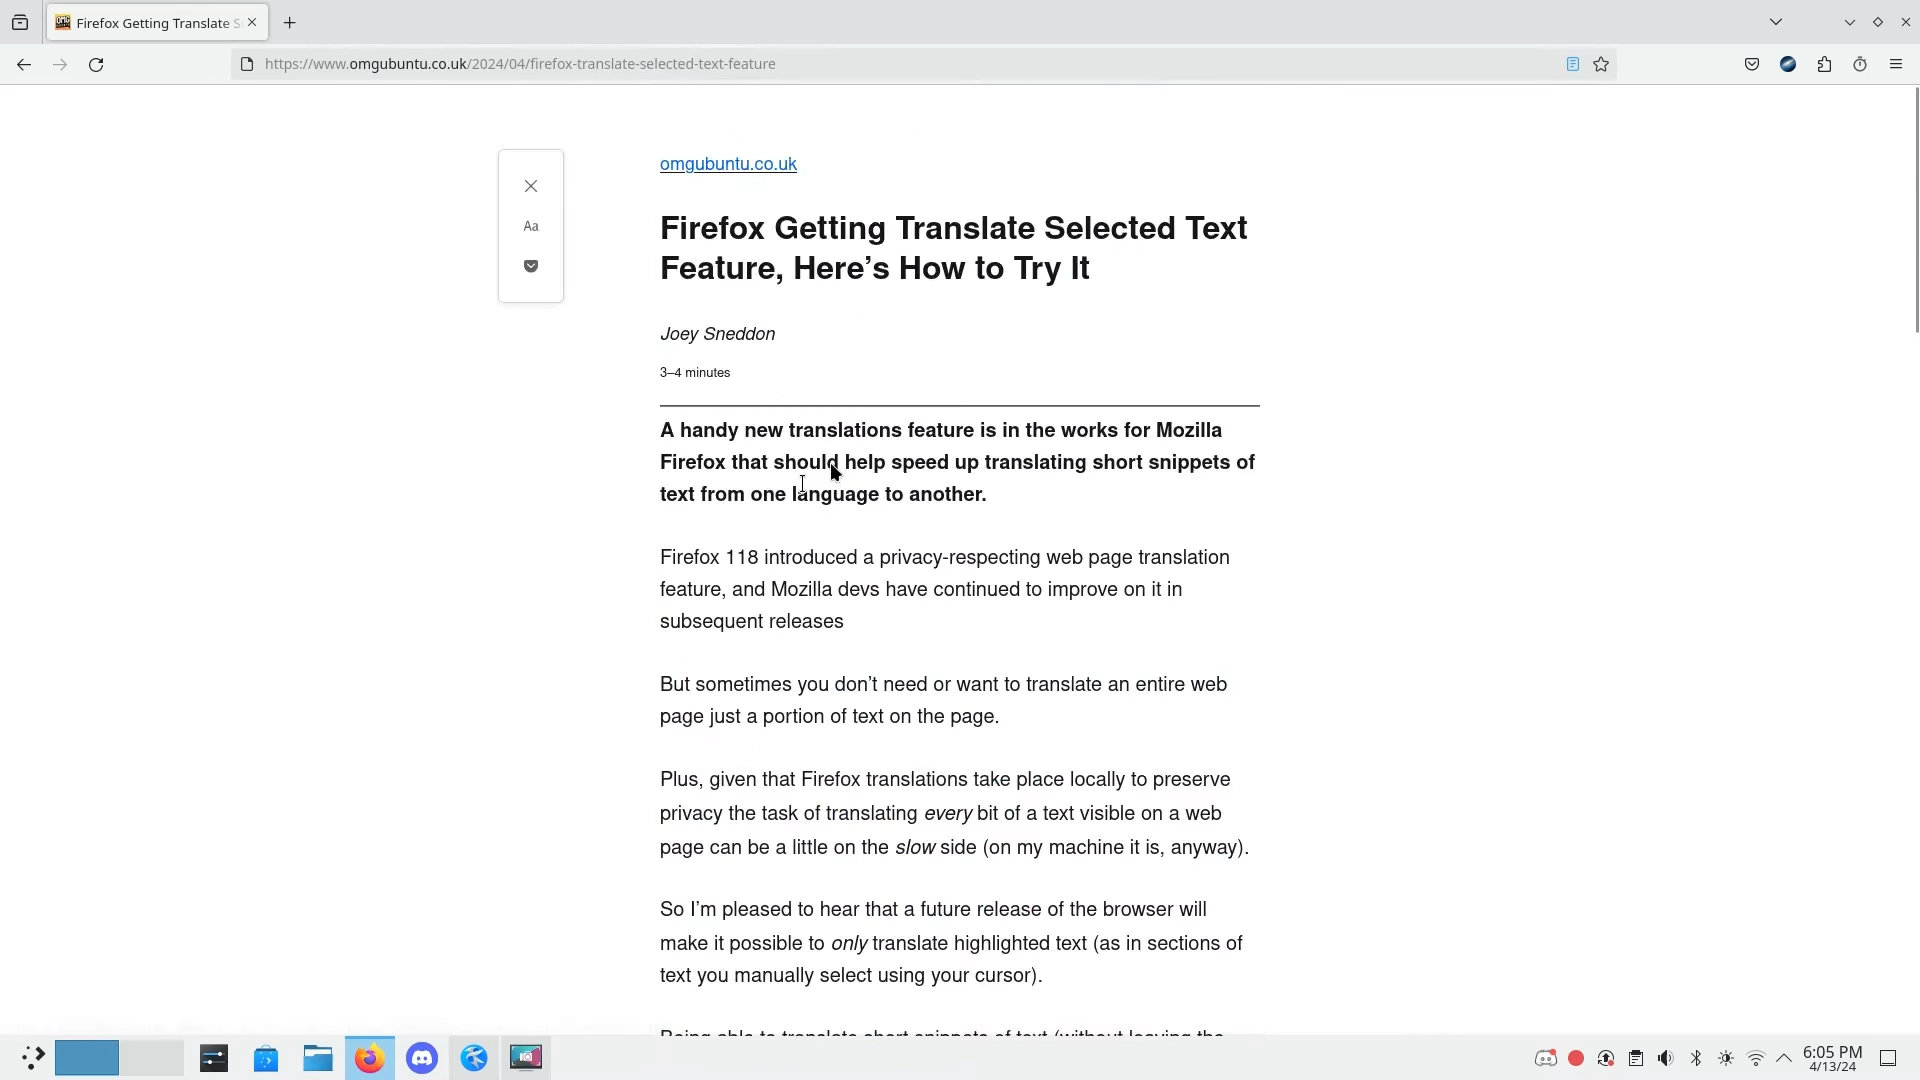 Firefox Getting Translate S
https://www.omgubuntu.co.uk/2024/04/firefox-translate-selected-text-feature
omgubuntu.co.uk
Aa
Firefox Getting Translate Selected Text
Feature, Here’s How to Try It
Joey Sneddon
3–4 minutes
A handy new translations feature is in the works for Mozilla
Firefox that should help speed up translating short snippets of
text from one language to another.
Firefox 118 introduced a privacy-respecting web page translation
feature, and Mozilla devs have continued to improve on it in
subsequent releases
But sometimes you don’t need or want to translate an entire web
page just a portion of text on the page.
Plus, given that Firefox translations take place locally to preserve
privacy the task of translating every bit of a text visible on a web
page can be a little on the slow side (on my machine it is, anyway).
So I’m pleased to hear that a future release of the browser will
make it possible to only translate highlighted text (as in sections of
text you manually select using your cursor).
Being able to translate short snippets of text (without leaving the
6:05 PM
4/13/24